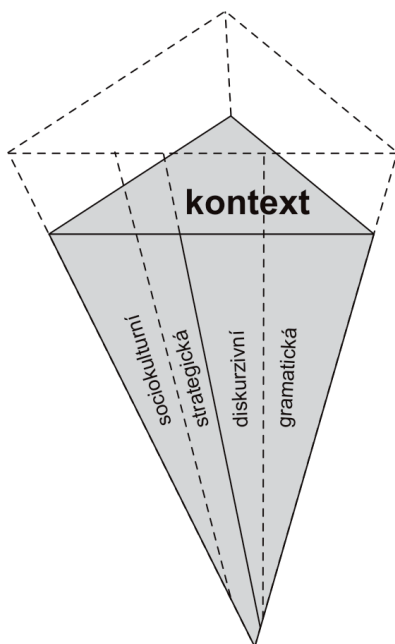 kontext
sociokulturní
strategická
diskurzivní
gramatická